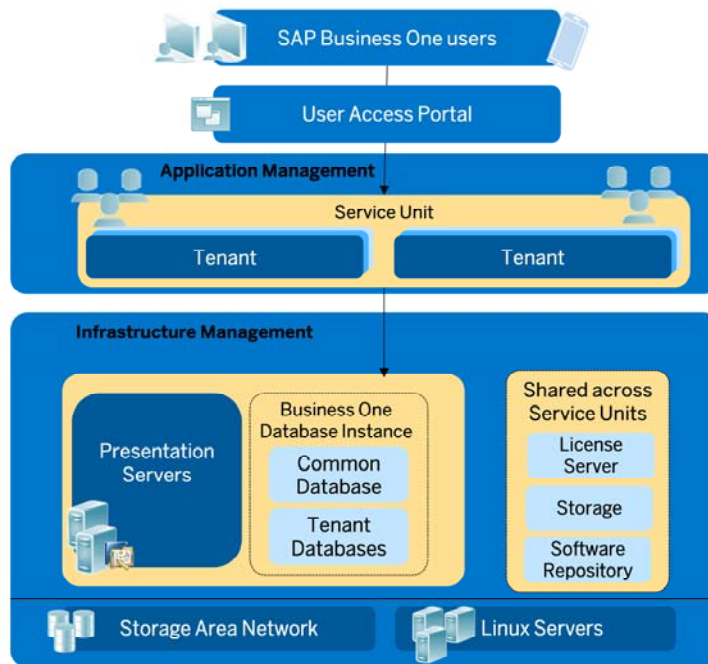 SAP Business One users
User Access Portal
Application Management
Service Unit
Tenant
Tenant
Infrastructure Management
Presentation
Servers
Business One
Database Instance
Common
Database
Tenant
Databases
Shared across
Service Units
License
Server
Storage
Software
Repository
Storage Area Network
Linux Servers